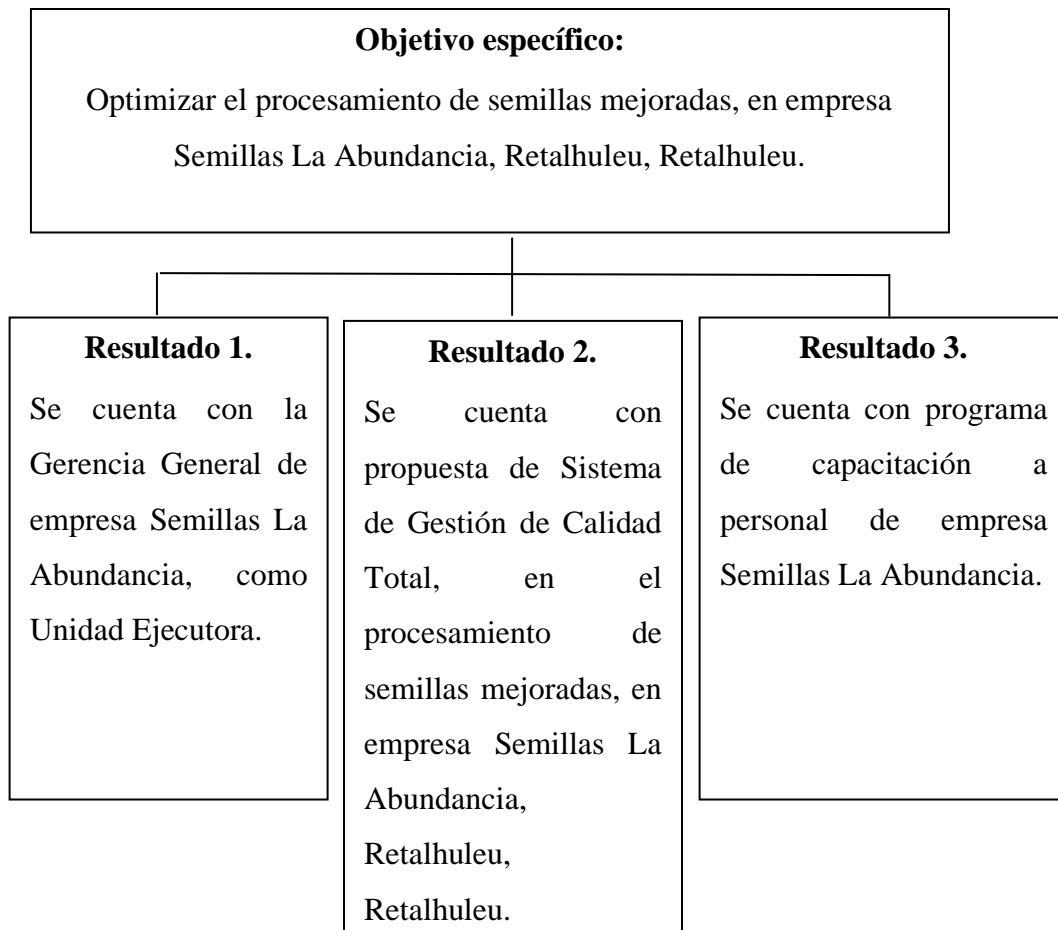 Objetivo específico:
Optimizar el procesamiento de semillas mejoradas, en empresa
Semillas La Abundancia, Retalhuleu, Retalhuleu.
Resultado 1.
Se cuenta con la
Gerencia General de
empresa Semillas La
Abundancia, como
Unidad Ejecutora.
Resultado 2.
Se cuenta con
propuesta de Sistema
de Gestión de Calidad
Total, en el
procesamiento de
semillas mejoradas, en
empresa Semillas La
Abundancia,
Retalhuleu,
Retalhuleu.
Resultado 3.
Se cuenta con programa
de capacitación a
personal de empresa
Semillas La Abundancia.